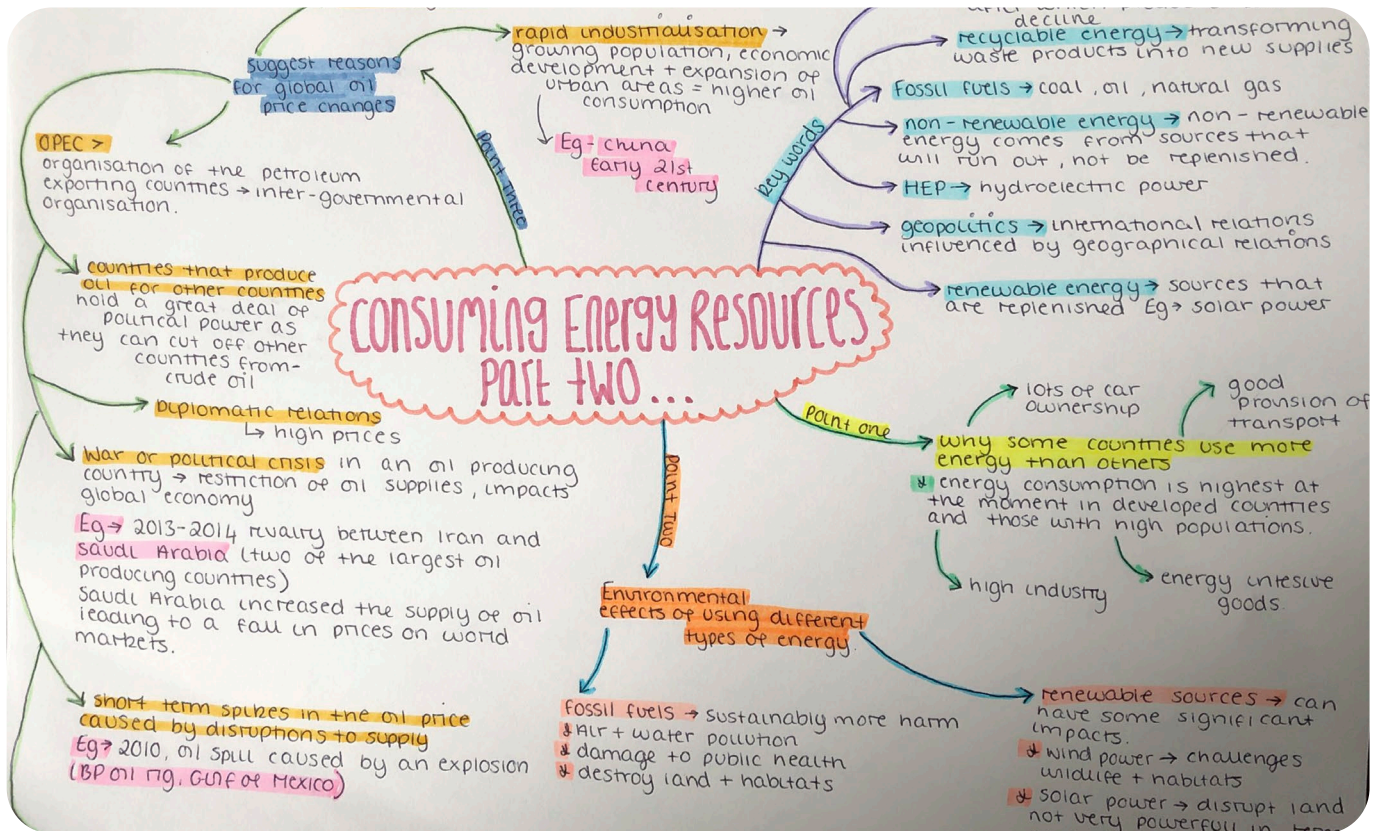 CONSUMING ENERGY RESOURCES
PART TWO...
key words
decline
recyclable energy → transforming
waste products into new supplies
Fossil fuels → coal, oil, natural gas
non-renewable energy → non-renewable
energy comes from sources that
will run out, not be replenished.
HEP → hydroelectric power
geopolitics → international relations
influenced by geographical relations
renewable energy → sources that
are replenished Eg → solar power
point one
why some countries use more
energy than others
lots of car
ownership
good
provision of
transport
energy consumption is highest at
the moment in developed countries
and those with high populations.
high industry
energy intesive
goods.
Point Two
Environmental
effects of using different
types of energy.
Fossil fuels → sustainably more harm
Air + water pollution
damage to public health
destroy land + habitats
renewable sources → can
have some significant
impacts.
wind power → challenges
wildlife + habitats
solar power → disrupt land
not very powerfull in
Point Three
suggest reasons
for global oil
price changes
rapid industrialisation →
growing population, economic
development + expansion of
urban areas = higher oil
consumption
Eg - china
Early 21st
century
OPEC >
organisation of the petroleum
exporting countries → inter-governmental
organisation.
countries that produce
oil for other countries
hold a great deal of
political power as
they can cut off other
countries from
crude oil
Diplomatic relations
↳ high prices
War or political crisis in an oil producing
country → restriction of oil supplies, impacts
global economy
Eg → 2013-2014 rivalry between Iran and
Saudi Arabia (two of the largest oil
producing countries)
Saudi Arabia increased the supply of oil
leading to a fall in prices on world
markets.
short term spikes in the oil price
caused by disruptions to supply
Eg → 2010, oil spill caused by an explosion
(BP oil rig, Gulf of Mexico)